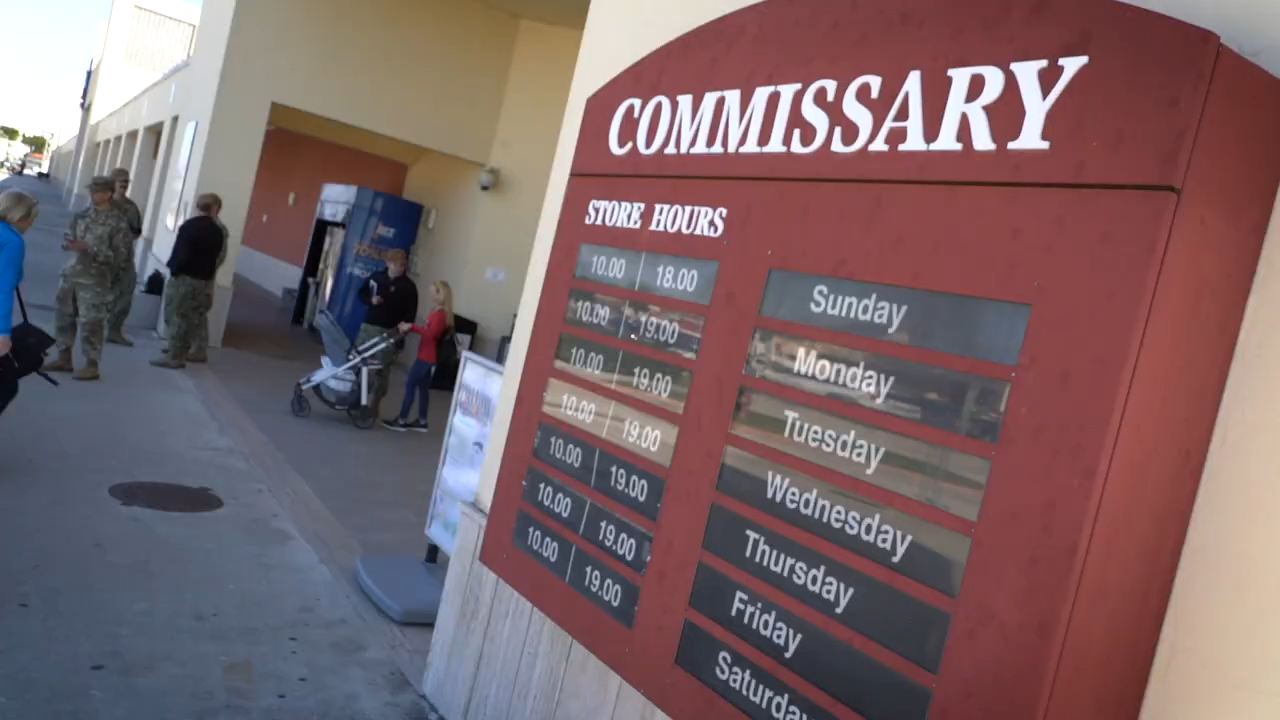 COMMISSARY
STORE HOURS
10.00 18.00 Sunday
10.00 19.00 Monday
10.00 19.00 Tuesday
10.00 19.00 Wednesday
10.00 19.00 Thursday
10.00 19.00 Friday
10.00 19.00 Saturday